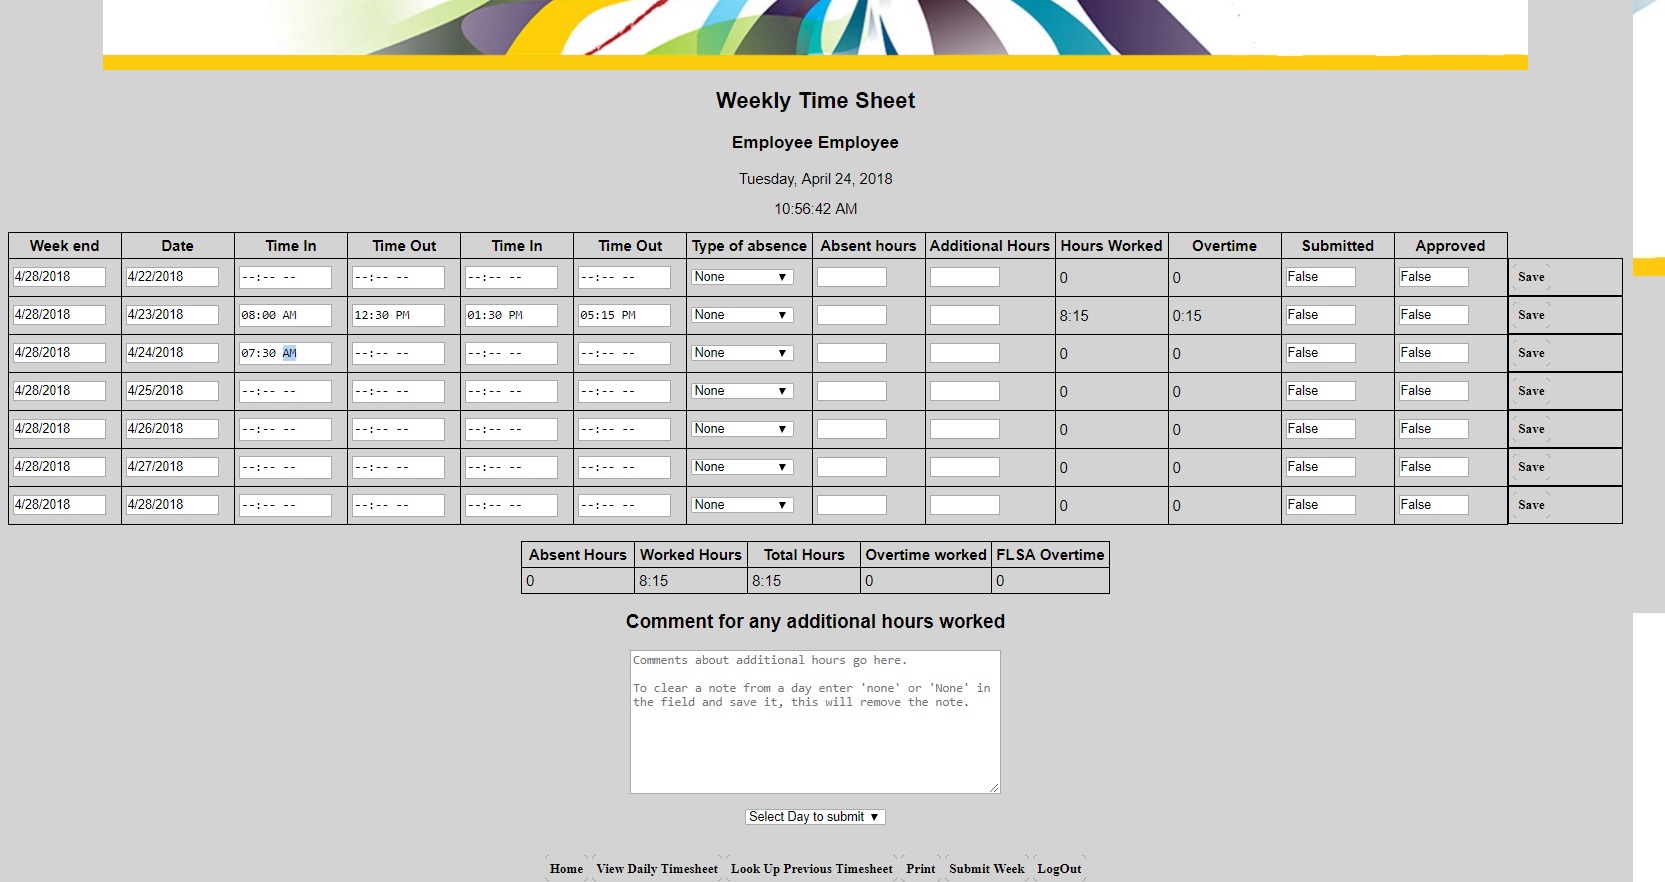 Weekly Time Sheet
Employee Employee
Tuesday, April 24, 2018
10:56:42 AM
Week end Date Time In Time Out Time In Time Out Type of absence Absent hours Additional Hours Hours Worked Overtime Submitted Approved
4/28/2018 4/22/2018 --:-- -- --:-- -- --:-- -- --:-- -- None 0 0 False False Save
4/28/2018 4/23/2018 08:00 AM 12:30 PM 01:30 PM 05:15 PM None 8:15 0:15 False False Save
4/28/2018 4/24/2018 07:30 AM --:-- -- --:-- -- --:-- -- None 0 0 False False Save
4/28/2018 4/25/2018 --:-- -- --:-- -- --:-- -- --:-- -- None 0 0 False False Save
4/28/2018 4/26/2018 --:-- -- --:-- -- --:-- -- --:-- -- None 0 0 False False Save
4/28/2018 4/27/2018 --:-- -- --:-- -- --:-- -- --:-- -- None 0 0 False False Save
4/28/2018 4/28/2018 --:-- -- --:-- -- --:-- -- --:-- -- None 0 0 False False Save
Absent Hours Worked Hours Total Hours Overtime worked FLSA Overtime
0 8:15 8:15 0 0
Comment for any additional hours worked
Comments about additional hours go here.
To clear a note from a day enter 'none' or 'None' in
the field and save it, this will remove the note.
Select Day to submit
Home View Daily Timesheet Look Up Previous Timesheet Print Submit Week LogOut